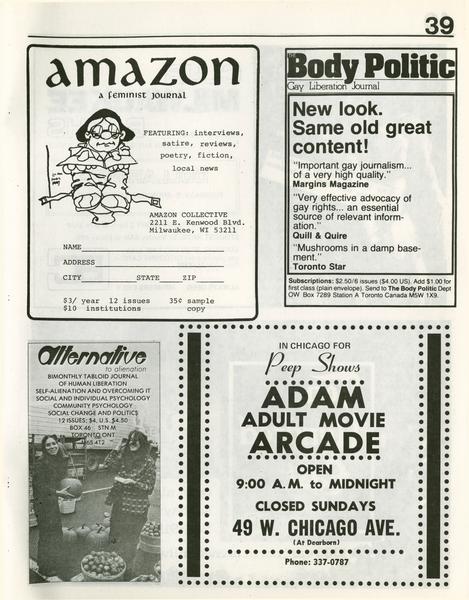 39
amazon
a feminist journal
FEATURING: interviews,
satire, reviews,
poetry, fiction,
local news
AMAZON COLLECTIVE
2211 E. Kenwood Blvd.
Milwaukee, WI 53211
NAME
ADDRESS
CITY STATE ZIP
$3/ year 12 issues 35¢ sample
$10 institutions copy
The Body Politic
Gay Liberation Journal
New look.
Same old great
content!
"Important gay journalism...
of a very high quality."
Margins Magazine
"Very effective advocacy of
gay rights... an essential
source of relevant inform-
ation."
Quill & Quire
"Mushrooms in a damp base-
ment."
Toronto Star
Subscriptions: $2.50/6 issues ($4.00 US). Add $1.00 for
first class (plain envelope). Send to The Body Politic Dept
OW Box 7289 Station A Toronto Canada M5W 1X9.
alternative
to alienation
BIMONTHLY TABLOID JOURNAL
OF HUMAN LIBERATION
SELF-ALIENATION AND OVERCOMING IT
SOCIAL AND INDIVIDUAL PSYCHOLOGY
COMMUNITY PSYCHOLOGY
SOCIAL CHANGE AND POLITICS
12 ISSUES: $4, U.S. $4.50
BOX 46 STN M
TORONTO ONT
M6S 4T2
IN CHICAGO FOR
Peep Shows
ADAM
ADULT MOVIE
ARCADE
OPEN
9:00 A.M. to MIDNIGHT
CLOSED SUNDAYS
49 W. CHICAGO AVE.
(At Dearborn)
Phone: 337-0787